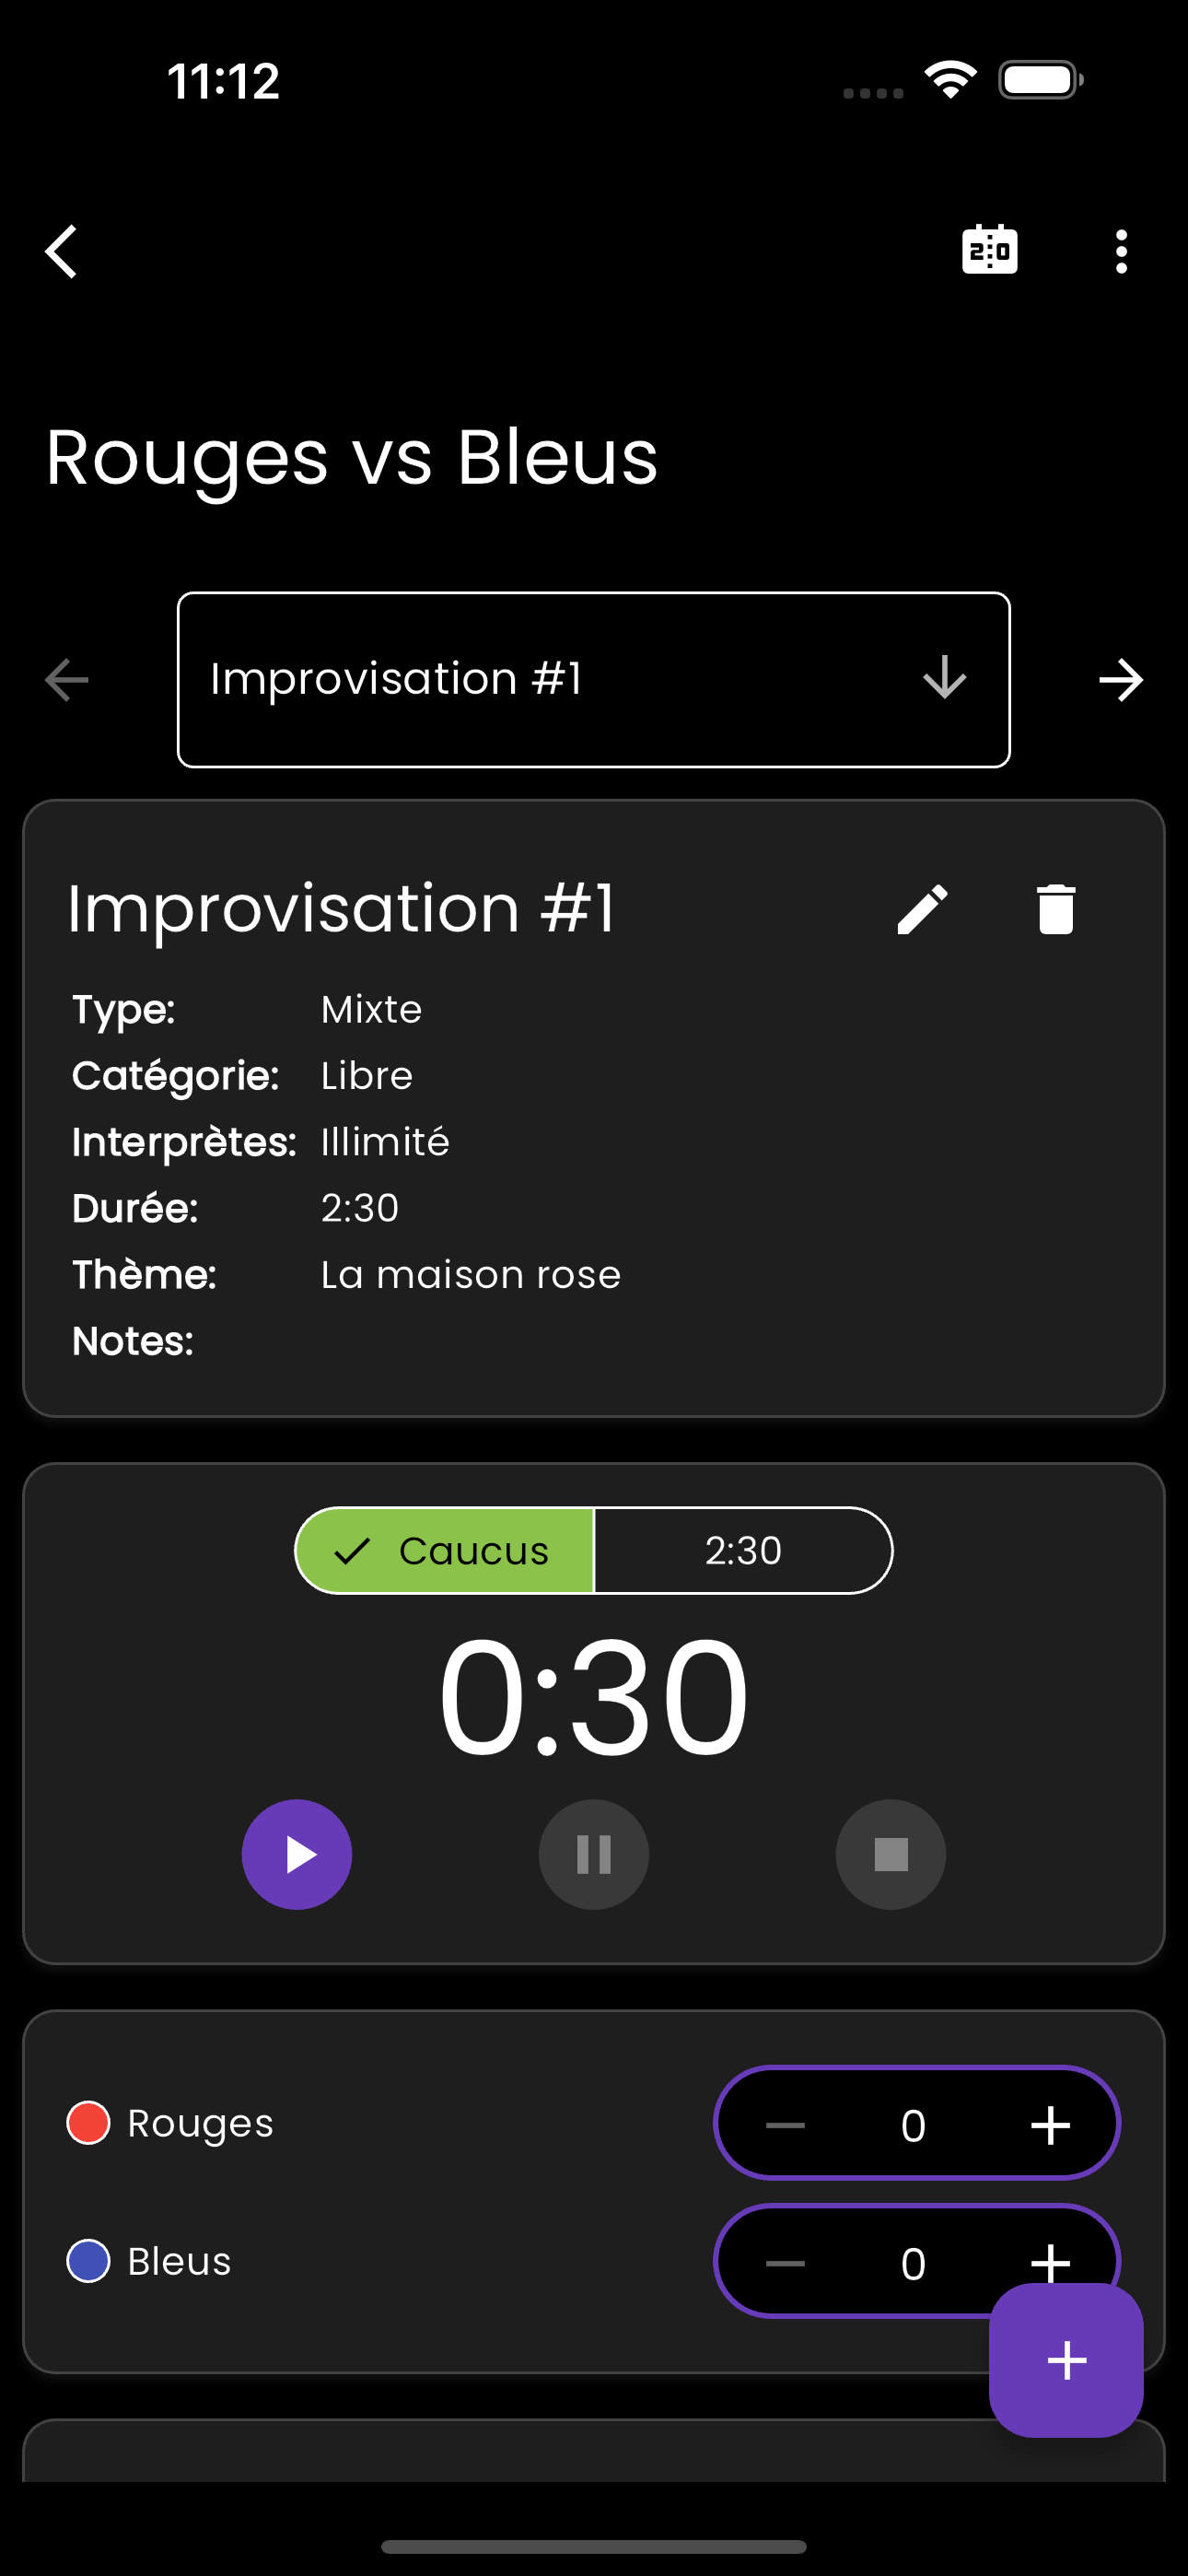 11:12
2 0
Rouges vs Bleus
Improvisation #1
Improvisation #1
Type: Mixte
Catégorie: Libre
Interprètes: Illimité
Durée: 2:30
Thème: La maison rose
Notes:
Caucus 2:30
0:30
Rouges 0
Bleus 0